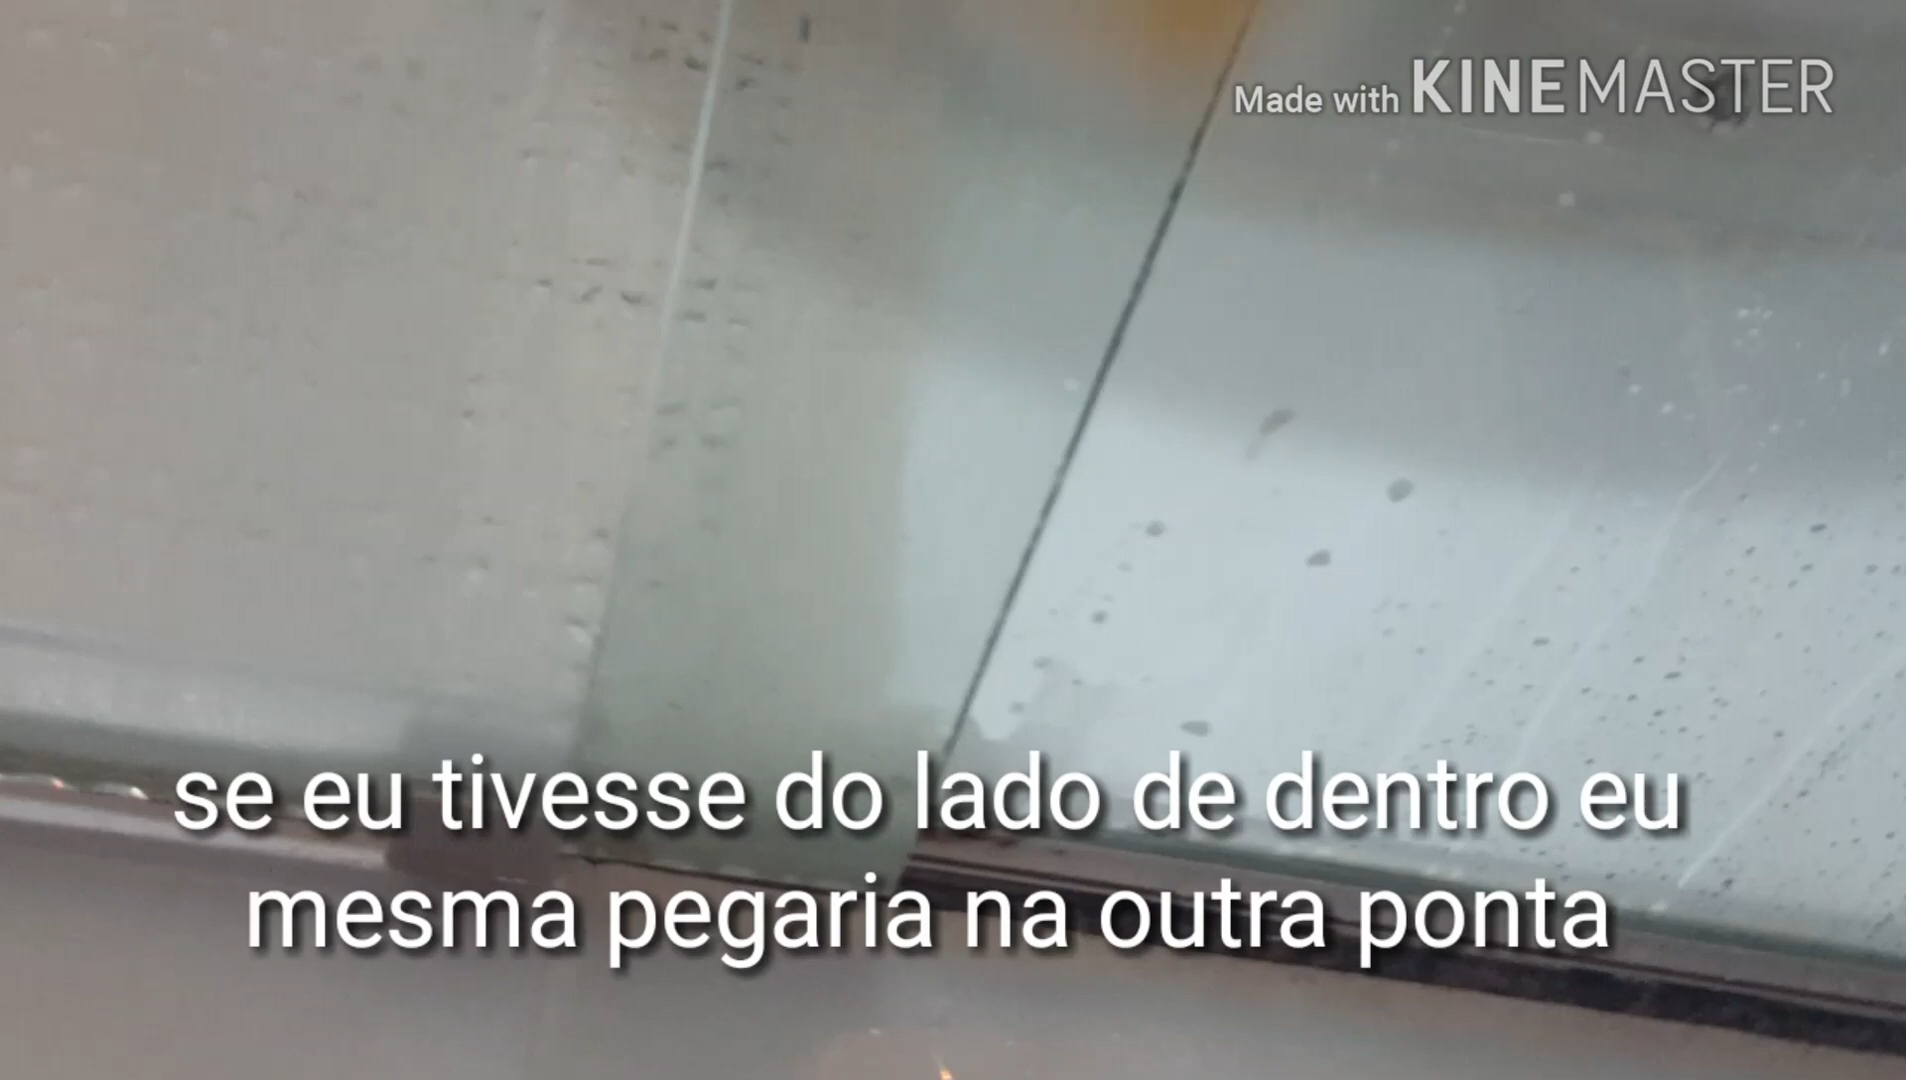 Made with KINEMASTER
se eu tivesse do lado de dentro eu
mesma pegaria na outra ponta